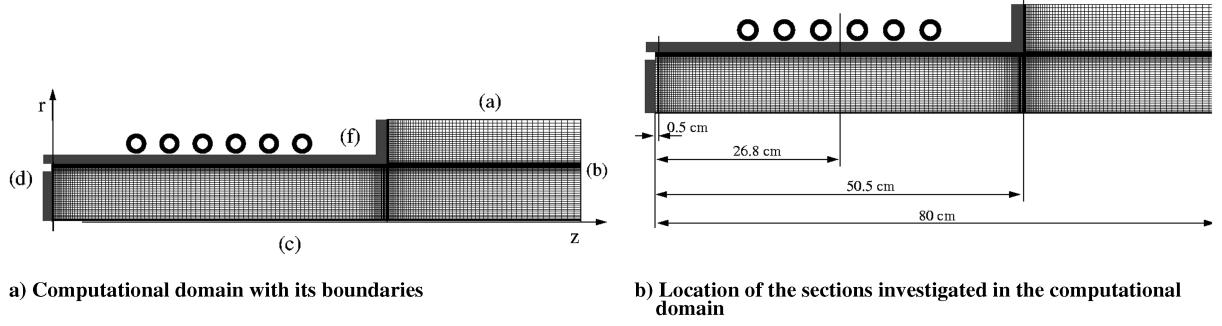 r
(a)
(f)
(d)
(b)
(c)
z
a) Computational domain with its boundaries
0.5 cm
26.8 cm
50.5 cm
80 cm
b) Location of the sections investigated in the computational
domain